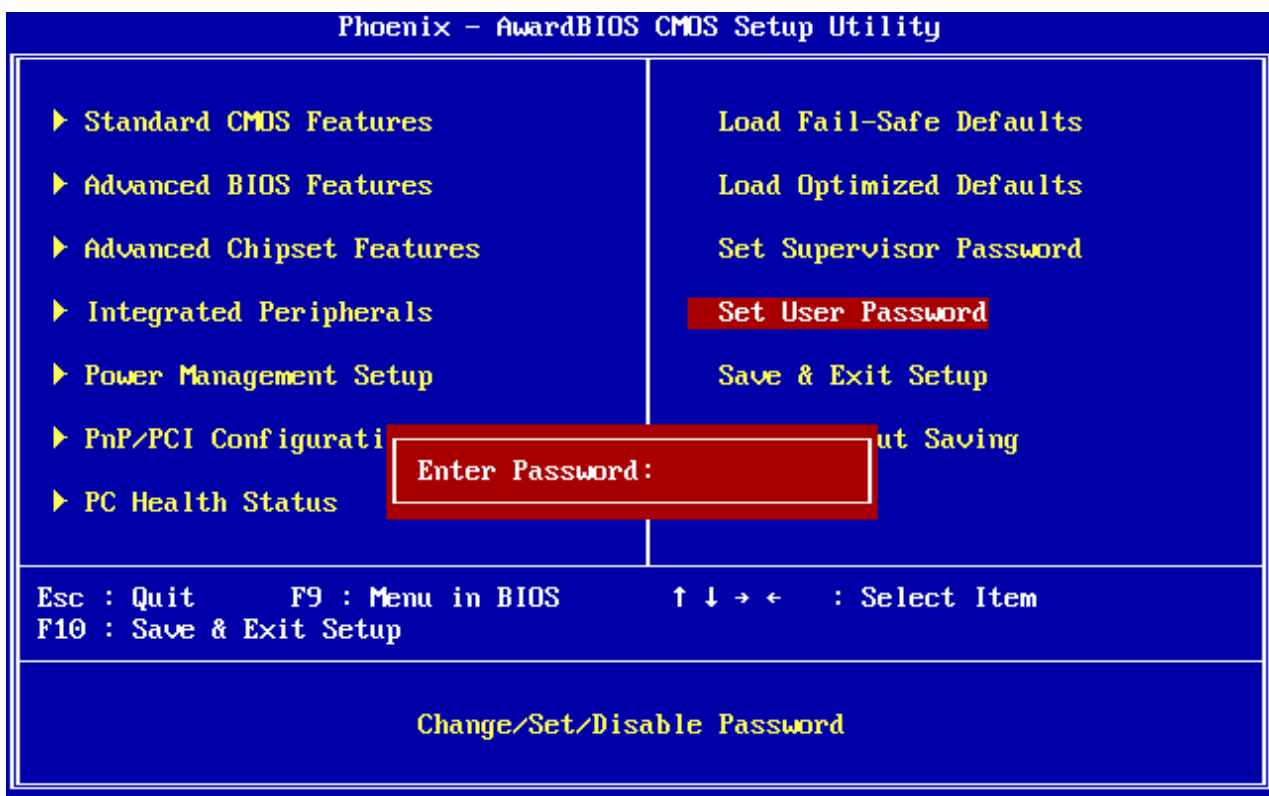 Phoenix - AwardBIOS CMOS Setup Utility
Standard CMOS Features
Advanced BIOS Features
Advanced Chipset Features
Integrated Peripherals
Power Management Setup
PnP/PCI Configurati
PC Health Status
Load Fail-Safe Defaults
Load Optimized Defaults
Set Supervisor Password
Set User Password
Save & Exit Setup
ut Saving
Enter Password:
Esc : Quit F9 : Menu in BIOS ↑ ↓ → ← : Select Item
F10 : Save & Exit Setup
Change/Set/Disable Password